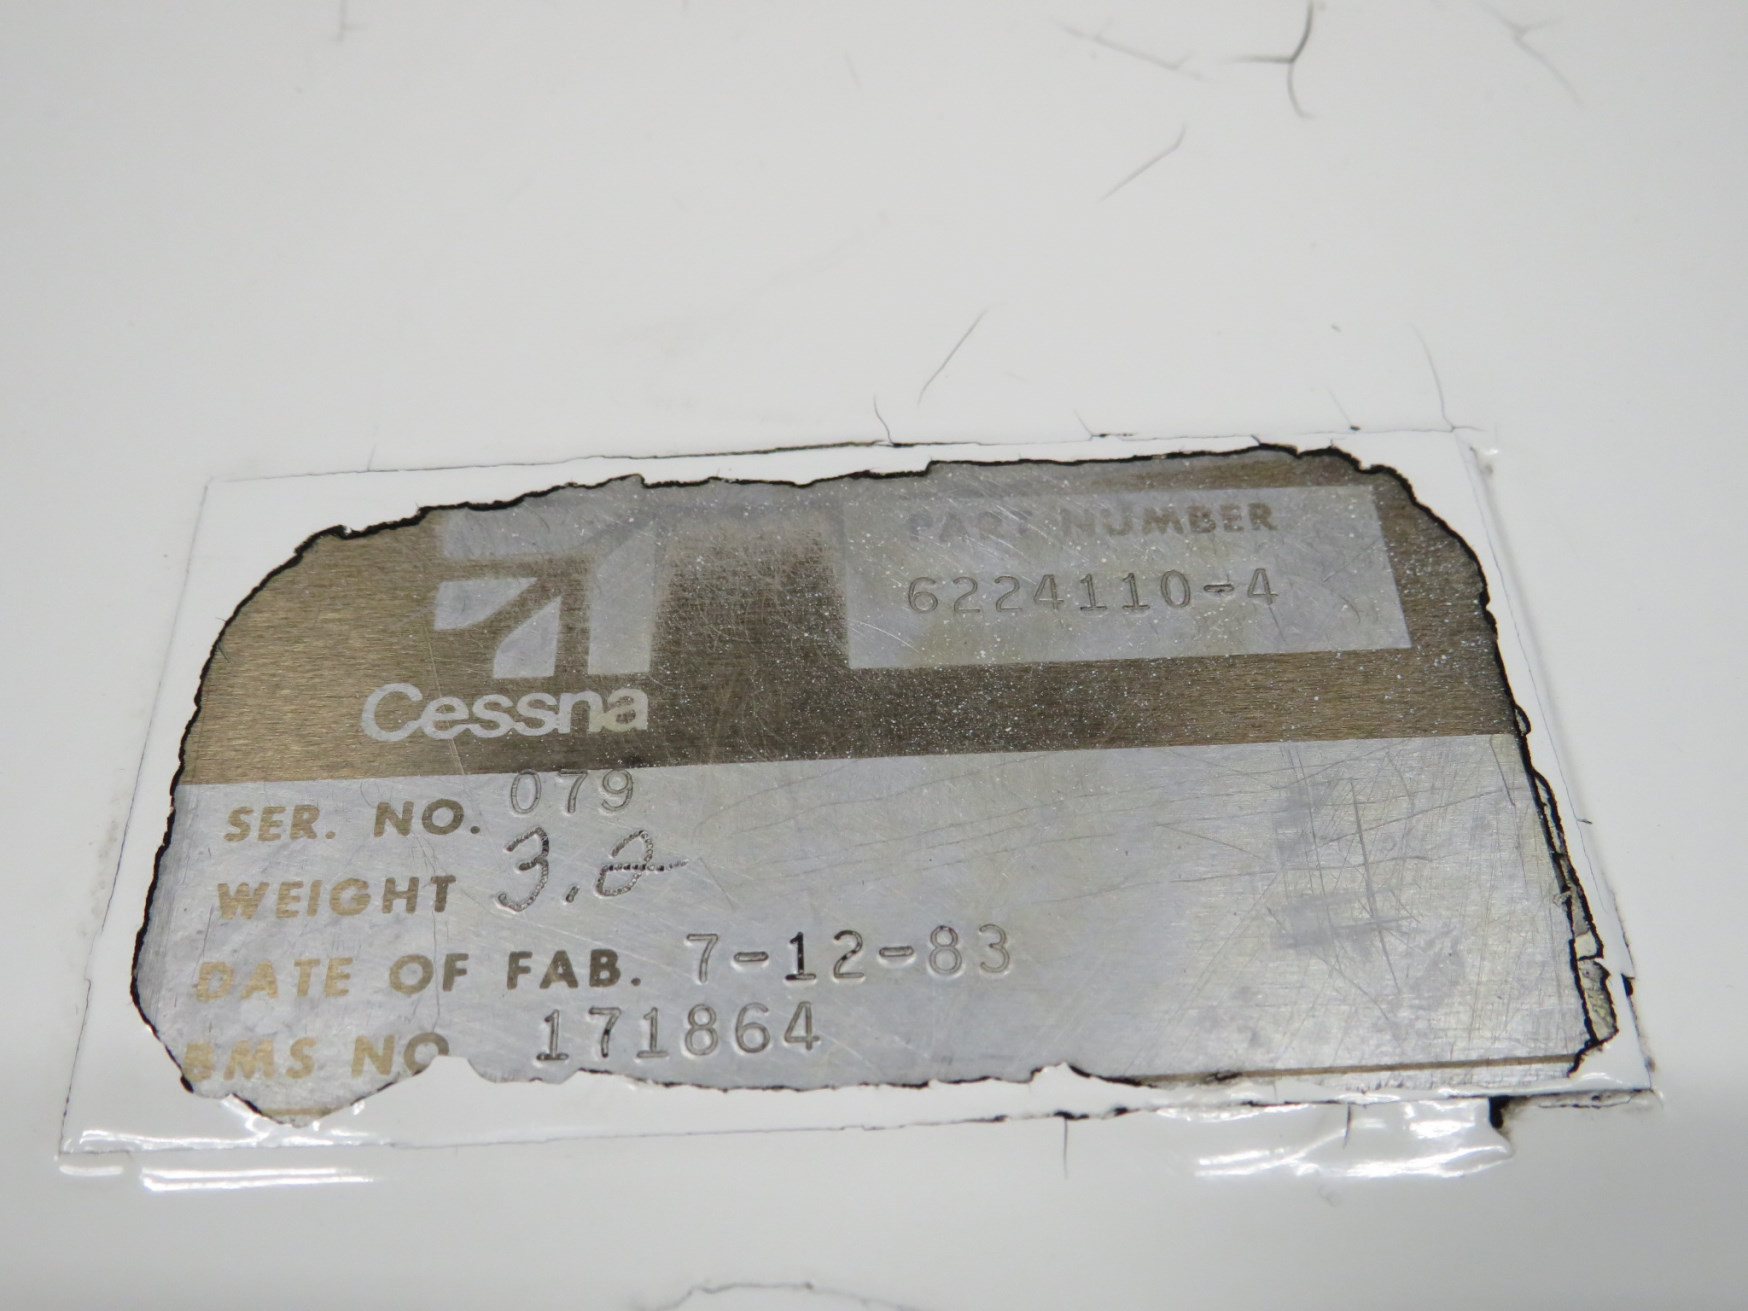 PART NUMBER
6224110-4
Cessna
SER. NO. 079
WEIGHT 3.2
DATE OF FAB. 7-12-83
BMS NO. 171864